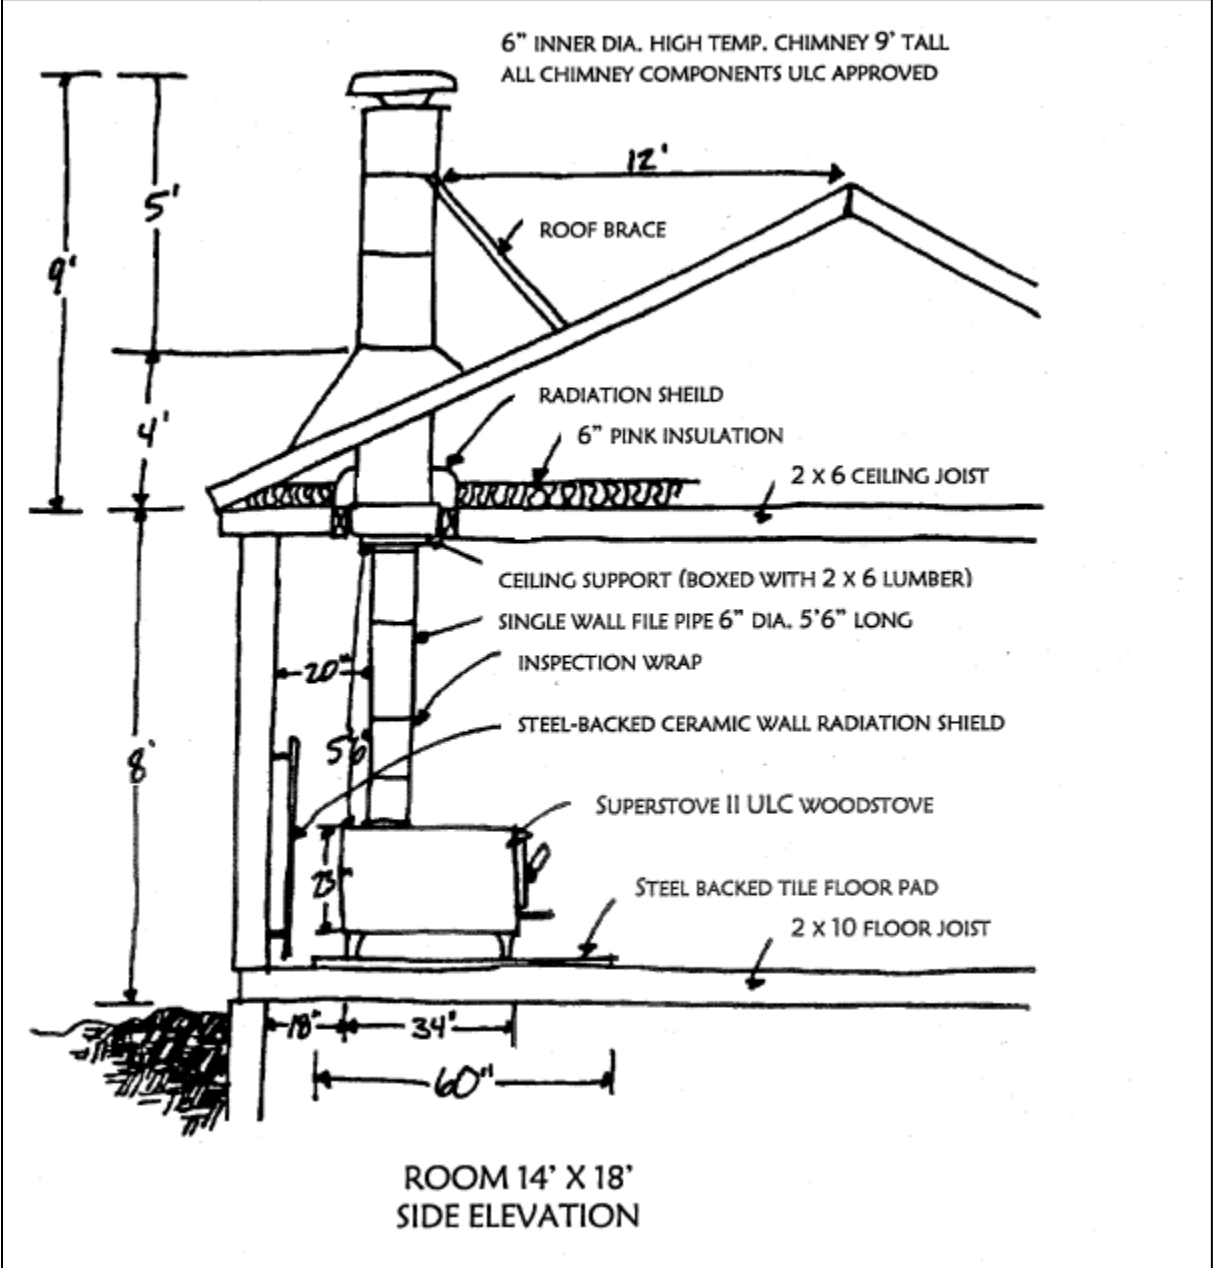 6” INNER DIA. HIGH TEMP. CHIMNEY 9’ TALL
ALL CHIMNEY COMPONENTS ULC APPROVED
12'
5'
ROOF BRACE
9'
RADIATION SHEILD
4'
6” PINK INSULATION
2 X 6 CEILING JOIST
CEILING SUPPORT (BOXED WITH 2 X 6 LUMBER)
SINGLE WALL FILE PIPE 6” DIA. 5’6” LONG
20"
INSPECTION WRAP
STEEL-BACKED CERAMIC WALL RADIATION SHIELD
5'6"
8'
SUPERSTOVE II ULC WOODSTOVE
23"
STEEL BACKED TILE FLOOR PAD
2 X 10 FLOOR JOIST
18"
34"
60"
ROOM 14’ X 18’
SIDE ELEVATION